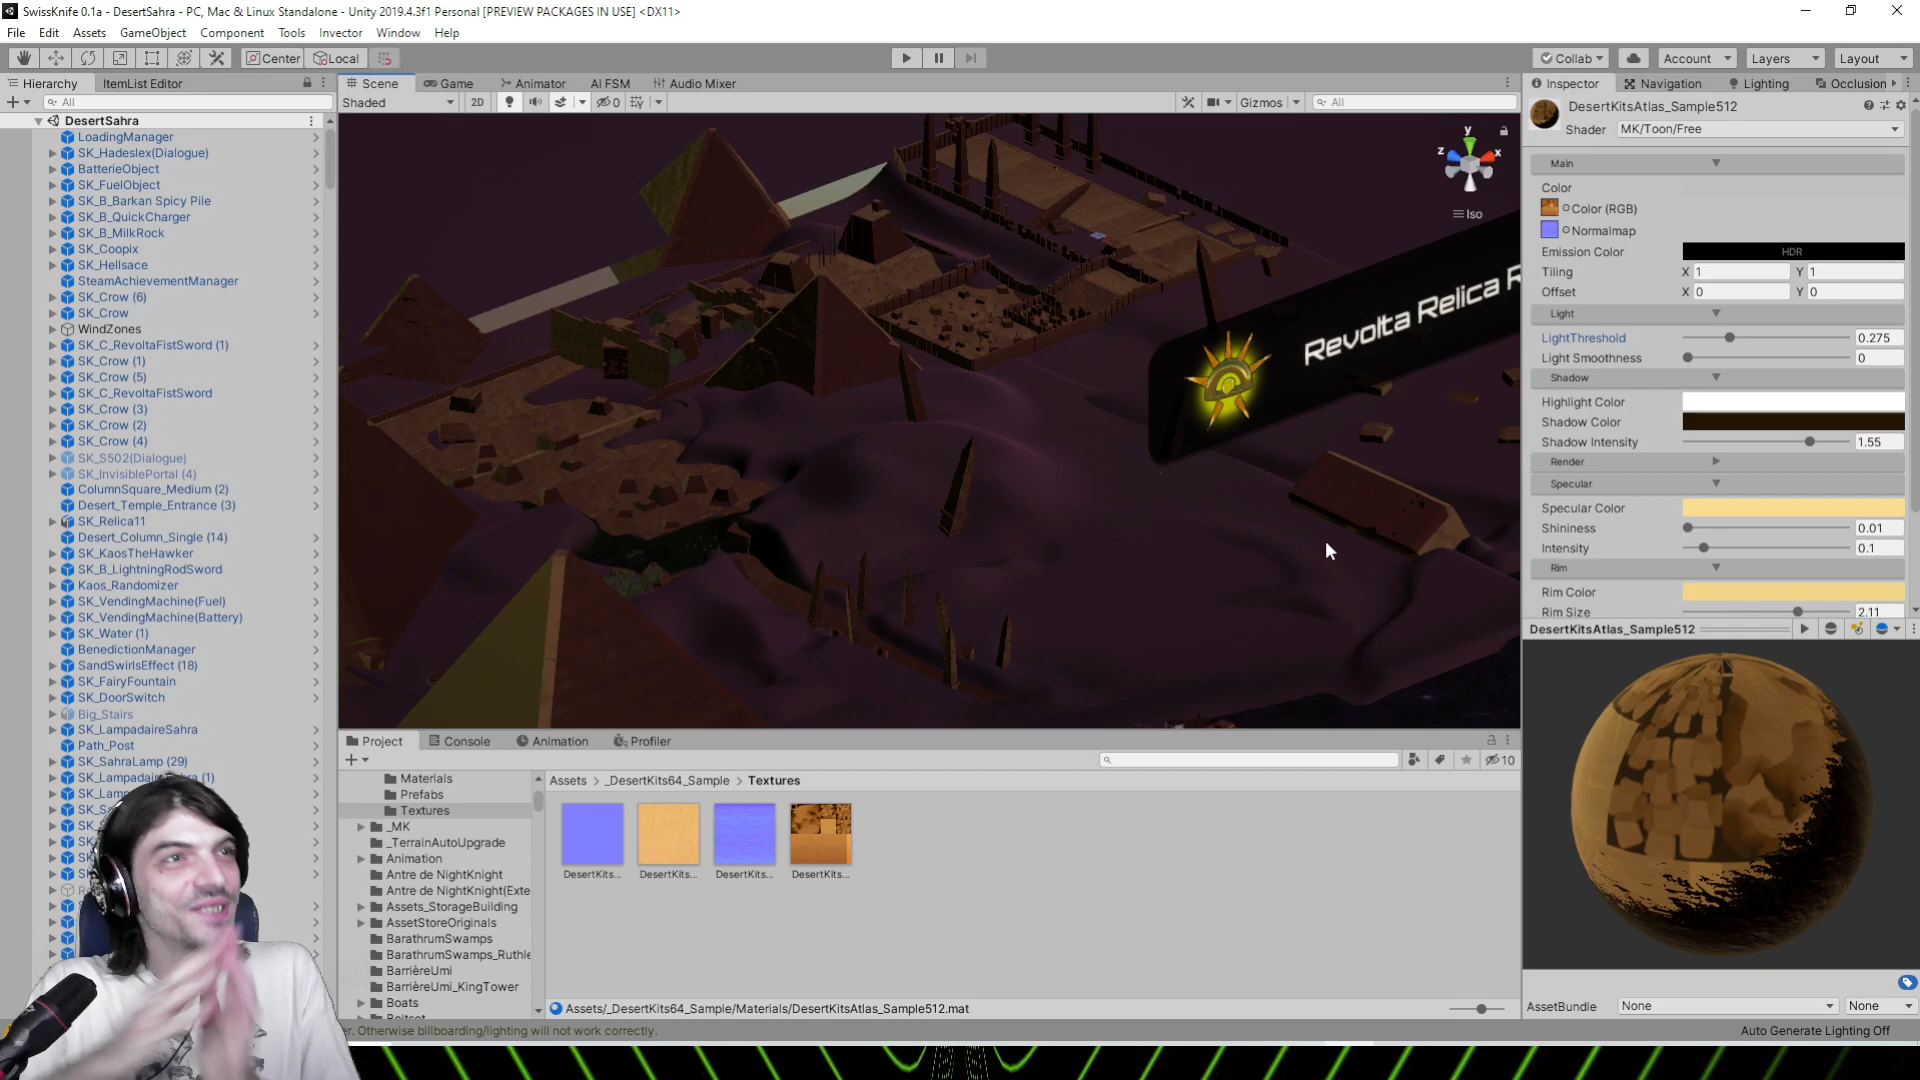 SwissKnife 0.1a - DesertSahra - PC, Mac & Linux Standalone - Unity 2019.4.3f1 Personal [PREVIEW PACKAGES IN USE] <DX11>
File Edit Assets GameObject Component Tools Invector Window Help
Center Local Collab Account Layers Layout
Hierarchy ItemList Editor
All
DesertSahra
LoadingManager
SK_Hadeslex(Dialogue)
BatterieObject
SK_FuelObject
SK_B_Barkan Spicy Pile
SK_B_QuickCharger
SK_B_MilkRock
SK_Coopix
SK_Hellsace
SteamAchievementManager
SK_Crow (6)
SK_Crow
WindZones
SK_C_RevoltaFistSword (1)
SK_Crow (1)
SK_Crow (5)
SK_C_RevoltaFistSword
SK_Crow (3)
SK_Crow (2)
SK_Crow (4)
SK_S502(Dialogue)
SK_InvisiblePortal (4)
ColumnSquare_Medium (2)
Desert_Temple_Entrance (3)
SK_Relica11
Desert_Column_Single (14)
SK_KaosTheHawker
SK_B_LightningRodSword
Kaos_Randomizer
SK_VendingMachine(Fuel)
SK_VendingMachine(Battery)
SK_Water (1)
BenedictionManager
SandSwirlsEffect (18)
SK_FairyFountain
SK_DoorSwitch
Big_Stairs
SK_LampadaireSahra
Path_Post
SK_SahraLamp (29)
Scene Game Animator AI FSM Audio Mixer
Shaded 2D 0 Gizmos All
y
z x
Iso
Revolta Relica R
Project Console Animation Profiler
10
Materials
Prefabs
Textures
_MK
_TerrainAutoUpgrade
Animation
Antre de NightKnight
Antre de NightKnight(Exte
Assets_StorageBuilding
AssetStoreOriginals
BarathrumSwamps
BarathrumSwamps_Ruthle
BarrièreUmi
BarrièreUmi_KingTower
Boats
Assets > _DesertKits64_Sample > Textures
DesertKits... DesertKits... DesertKits... DesertKits...
Assets/_DesertKits64_Sample/Materials/DesertKitsAtlas_Sample512.mat
er. Otherwise billboarding/lighting will not work correctly.
Inspector Navigation Lighting Occlusion
DesertKitsAtlas_Sample512
Shader MK/Toon/Free
Main
Color
Color (RGB)
Normalmap
Emission Color HDR
Tiling X 1 Y 1
Offset X 0 Y 0
Light
LightThreshold 0.275
Light Smoothness 0
Shadow
Highlight Color
Shadow Color
Shadow Intensity 1.55
Render
Specular
Specular Color
Shininess 0.01
Intensity 0.1
Rim
Rim Color
Rim Size 2.11
DesertKitsAtlas_Sample512
AssetBundle None None
Auto Generate Lighting Off